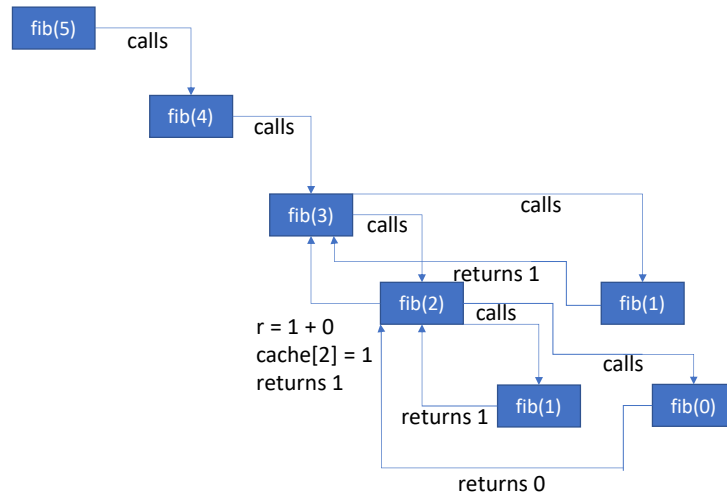 fib(5)
calls
fib(4)
calls
fib(3)
calls
calls
returns 1
fib(2)
fib(1)
r = 1 + 0
cache[2] = 1
returns 1
calls
calls
fib(1)
returns 1
fib(0)
returns 0